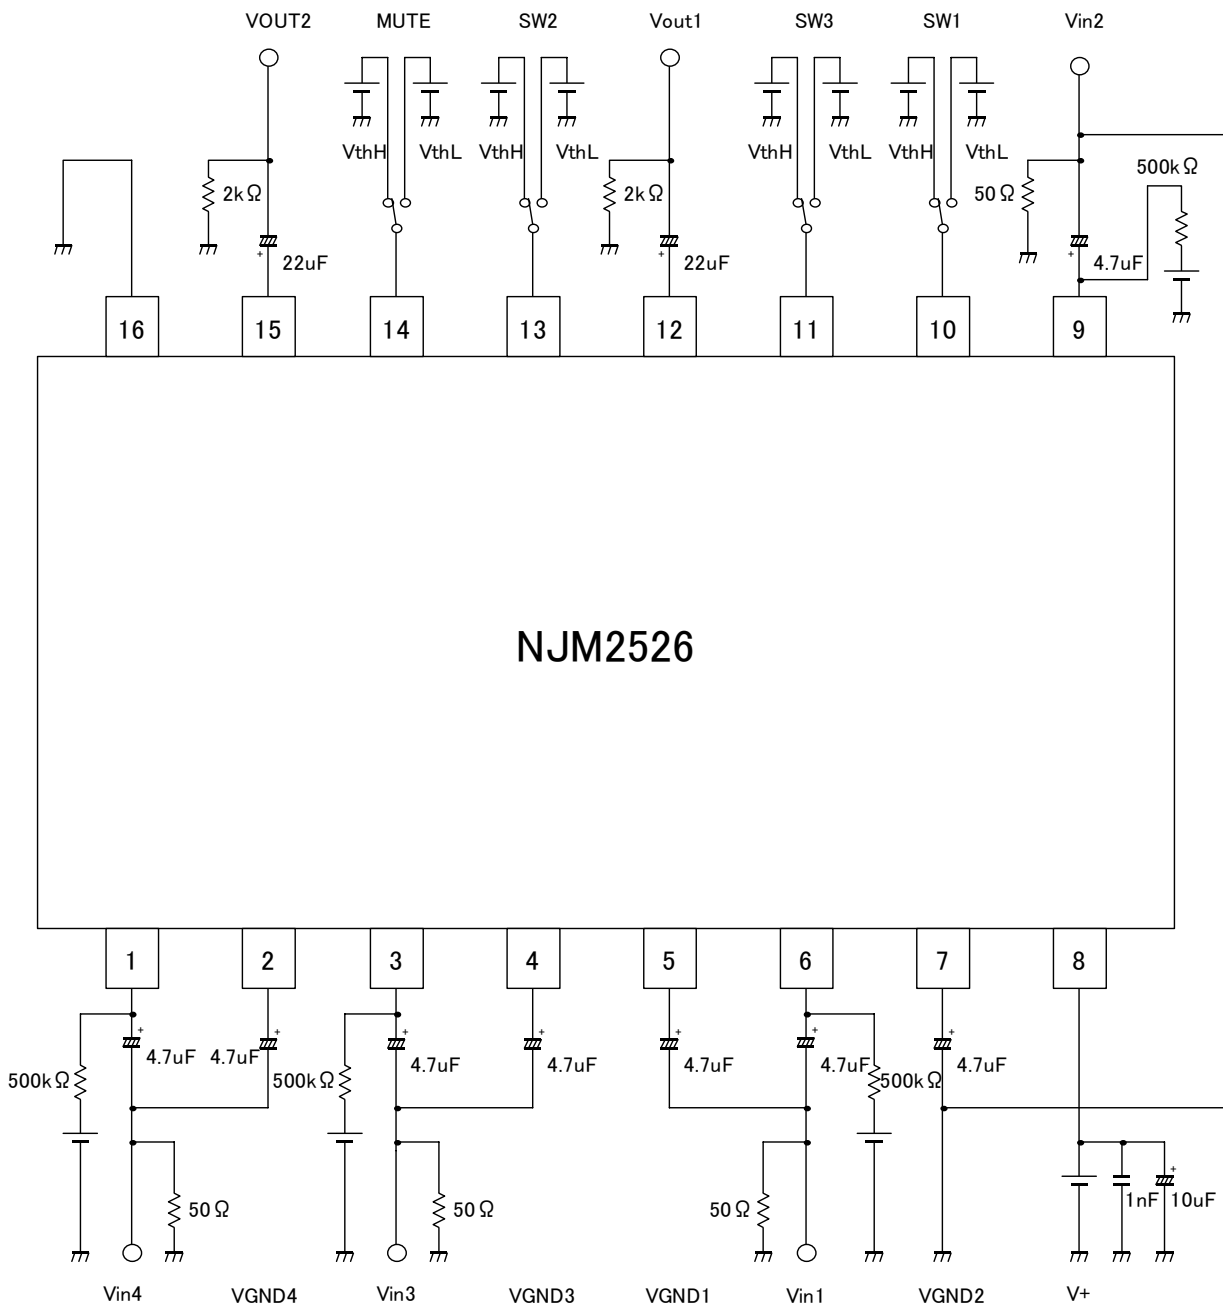 VOUT2 MUTE SW2 Vout1 SW3 SW1 Vin2
VthH VthL VthH VthL VthH VthL VthH VthL 500kΩ
2kΩ 2kΩ 50Ω
+ 22uF + 22uF + 4.7uF
16 15 14 13 12 11 10 9
NJM2526
1 2 3 4 5 6 7 8
+ + + + + + +
4.7uF 4.7uF 4.7uF 4.7uF 4.7uF 4.7uF 4.7uF
500kΩ 500kΩ 500kΩ
+
50Ω 50Ω 50Ω 1nF 10uF
Vin4 VGND4 Vin3 VGND3 VGND1 Vin1 VGND2 V+